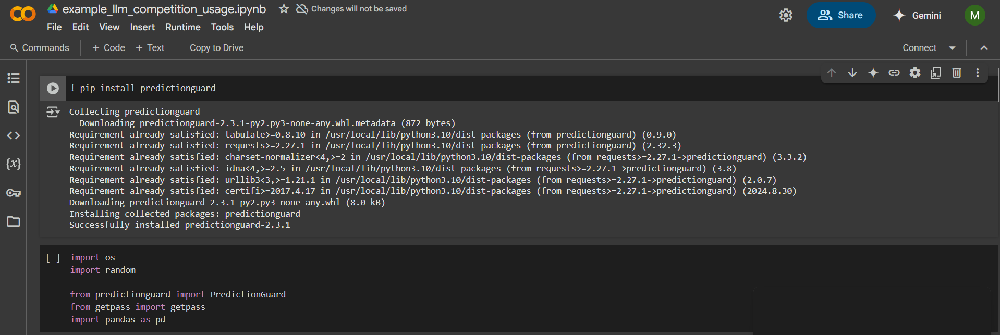 example_llm_competition_usage.ipynb
Changes will not be saved
Share
Gemini
M
File Edit View Insert Runtime Tools Help
Commands + Code + Text Copy to Drive
Connect
! pip install predictionguard
Collecting predictionguard
  Downloading predictionguard-2.3.1-py2.py3-none-any.whl.metadata (872 bytes)
Requirement already satisfied: tabulate>=0.8.10 in /usr/local/lib/python3.10/dist-packages (from predictionguard) (0.9.0)
Requirement already satisfied: requests>=2.27.1 in /usr/local/lib/python3.10/dist-packages (from predictionguard) (2.32.3)
Requirement already satisfied: charset-normalizer<4,>=2 in /usr/local/lib/python3.10/dist-packages (from requests>=2.27.1->predictionguard) (3.3.2)
Requirement already satisfied: idna<4,>=2.5 in /usr/local/lib/python3.10/dist-packages (from requests>=2.27.1->predictionguard) (3.8)
Requirement already satisfied: urllib3<3,>=1.21.1 in /usr/local/lib/python3.10/dist-packages (from requests>=2.27.1->predictionguard) (2.0.7)
Requirement already satisfied: certifi>=2017.4.17 in /usr/local/lib/python3.10/dist-packages (from requests>=2.27.1->predictionguard) (2024.8.30)
Downloading predictionguard-2.3.1-py2.py3-none-any.whl (8.0 kB)
Installing collected packages: predictionguard
Successfully installed predictionguard-2.3.1
[ ] import os
import random
from predictionguard import PredictionGuard
from getpass import getpass
import pandas as pd